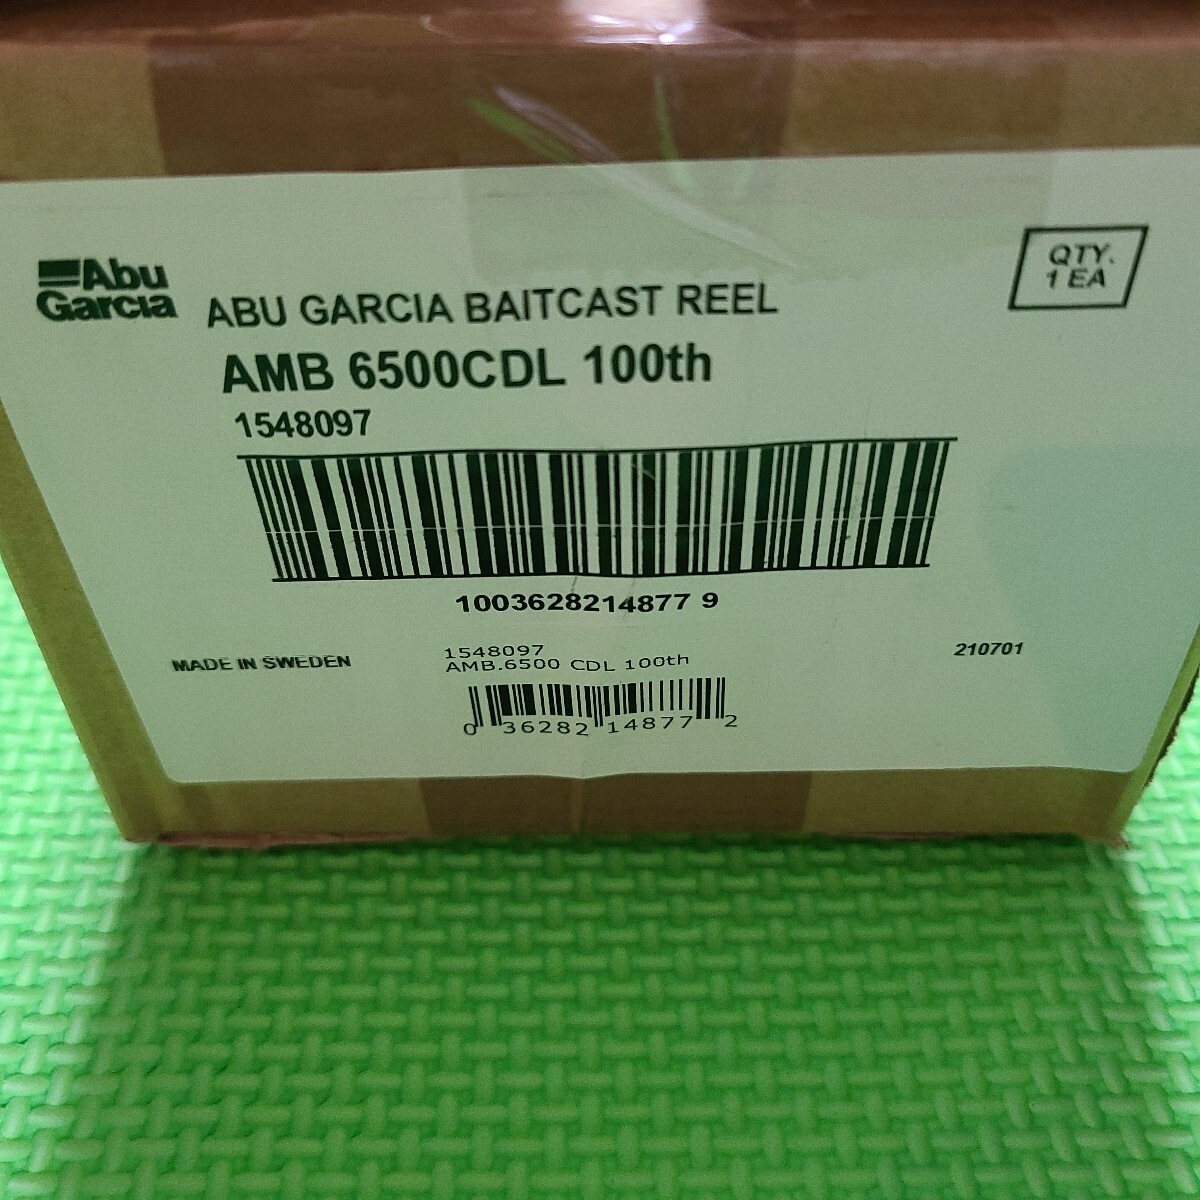 Abu
Garcia
QTY.
1 EA
ABU GARCIA BAITCAST REEL
AMB 6500CDL 100th
1548097
1003628214877 9
MADE IN SWEDEN
1548097
AMB.6500 CDL 100th
210701
0 36282 14877 2